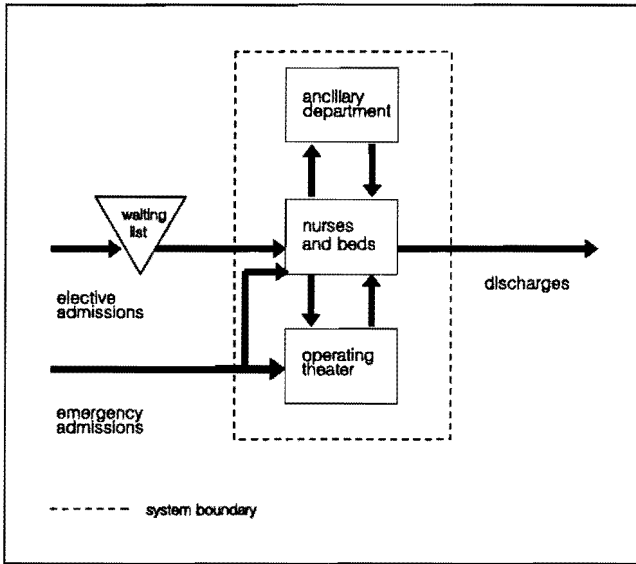 ancillary
department
waiting
list
nurses
and beds
elective
admissions
discharges
operating
theater
emergency
admissions
system boundary